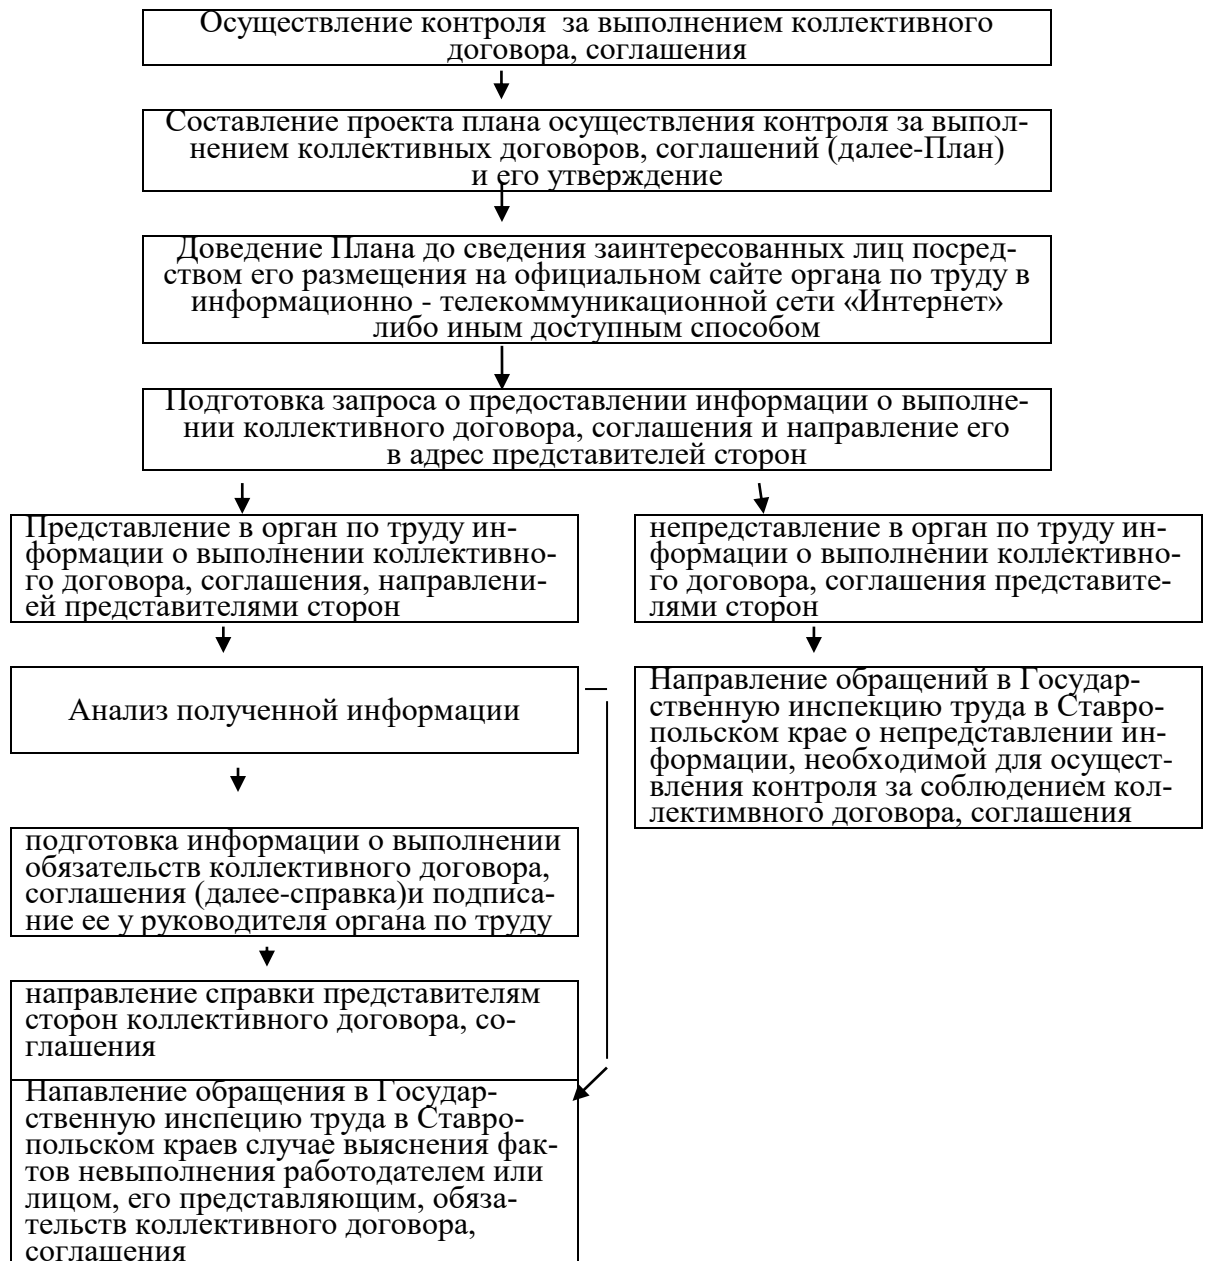 Осуществление контроля  за выполнением коллективного
договора, соглашения
Составление проекта плана осуществления контроля за выпол-
нением коллективных договоров, соглашений (далее-План)
и его утверждение
Доведение Плана до сведения заинтересованных лиц посред-
ством его размещения на официальном сайте органа по труду в
информационно - телекоммуникационной сети «Интернет»
либо иным доступным способом
Подготовка запроса о предоставлении информации о выполне-
нии коллективного договора, соглашения и направление его
в адрес представителей сторон
Представление в орган по труду ин-
формации о выполнении коллективно-
го договора, соглашения, направлени-
ей представителями сторон
непредставление в орган по труду ин-
формации о выполнении коллективно-
го договора, соглашения представите-
лями сторон
Анализ полученной информации
Направление обращений в Государ-
ственную инспекцию труда в Ставро-
польском крае о непредставлении ин-
формации, необходимой для осущест-
вления контроля за соблюдением кол-
лектимвного договора, соглашения
подготовка информации о выполнении
обязательств коллективного договора,
соглашения (далее-справка)и подписа-
ние ее у руководителя органа по труду
направление справки представителям
сторон коллективного договора, со-
глашения
Напавление обращения в Государ-
ственную инспецию труда в Ставро-
польском краев случае выяснения фак-
тов невыполнения работодателем или
лицом, его представляющим, обяза-
тельств коллективного договора,
соглашения